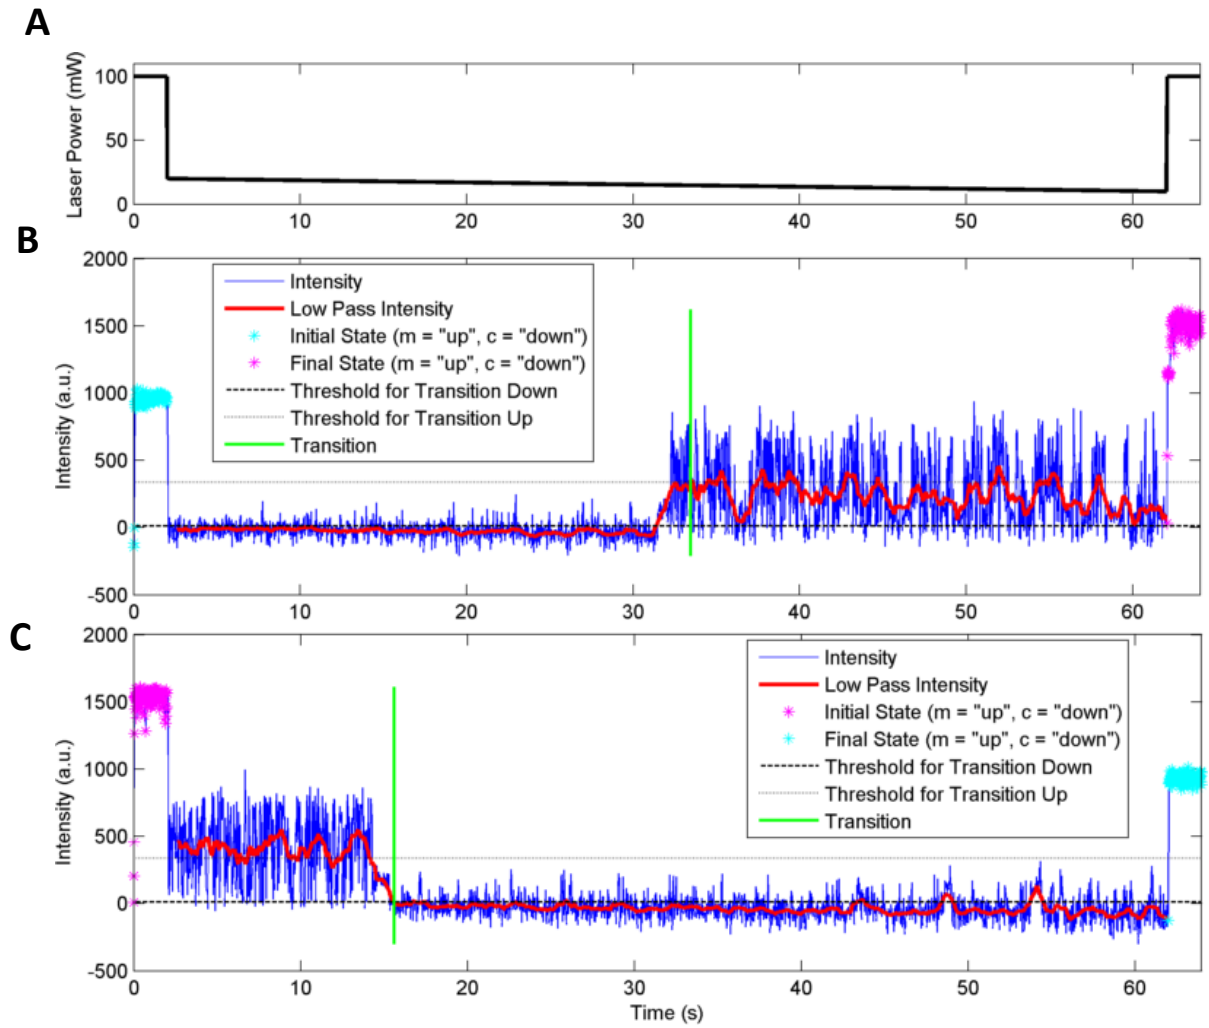 A
Laser Power (mW)
100
50
0
0 10 20 30 40 50 60
B
Intensity (a.u.)
2000
1500
1000
500
0
-500
Intensity
Low Pass Intensity
Initial State (m = "up", c = "down")
Final State (m = "up", c = "down")
Threshold for Transition Down
Threshold for Transition Up
Transition
0 10 20 30 40 50 60
C
Intensity (a.u.)
2000
1500
1000
500
0
-500
Intensity
Low Pass Intensity
Initial State (m = "up", c = "down")
Final State (m = "up", c = "down")
Threshold for Transition Down
Threshold for Transition Up
Transition
0 10 20 30 40 50 60
Time (s)